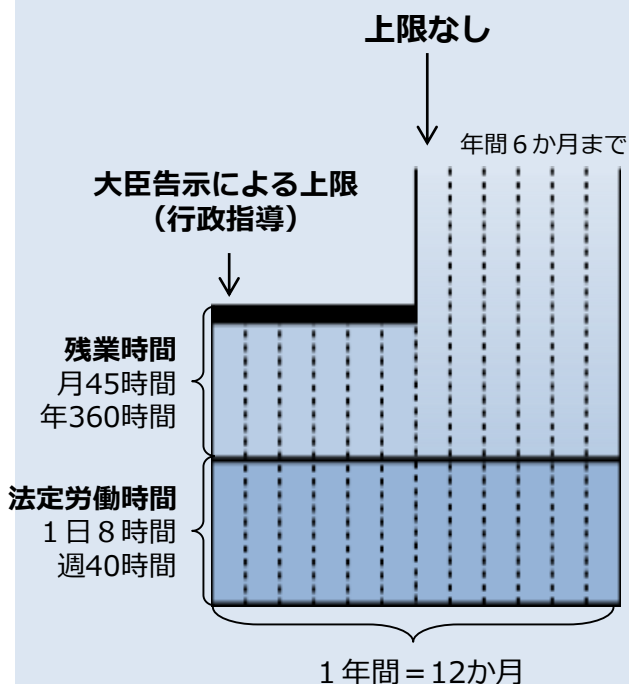 上限なし
年間６か月まで
大臣告示による上限
（行政指導）
残業時間
月45時間
年360時間
法定労働時間
１日８時間
週40時間
１年間＝12か月